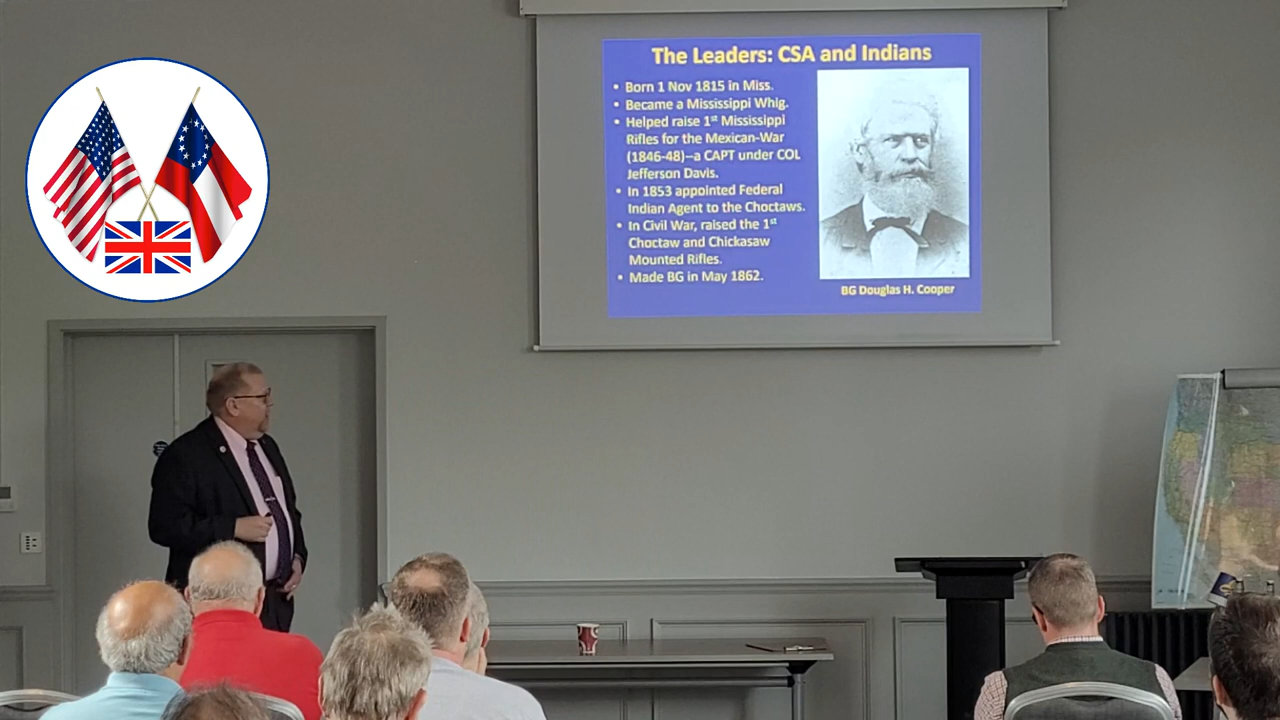 The Leaders: CSA and Indians
• Born 1 Nov 1815 in Miss.
• Became a Mississippi Whig.
• Helped raise 1st Mississippi
Rifles for the Mexican-War
(1846-48)—a CAPT under COL
Jefferson Davis.
• In 1853 appointed Federal
Indian Agent to the Choctaws.
• In Civil War, raised the 1st
Choctaw and Chickasaw
Mounted Rifles.
• Made BG in May 1862.
BG Douglas H. Cooper